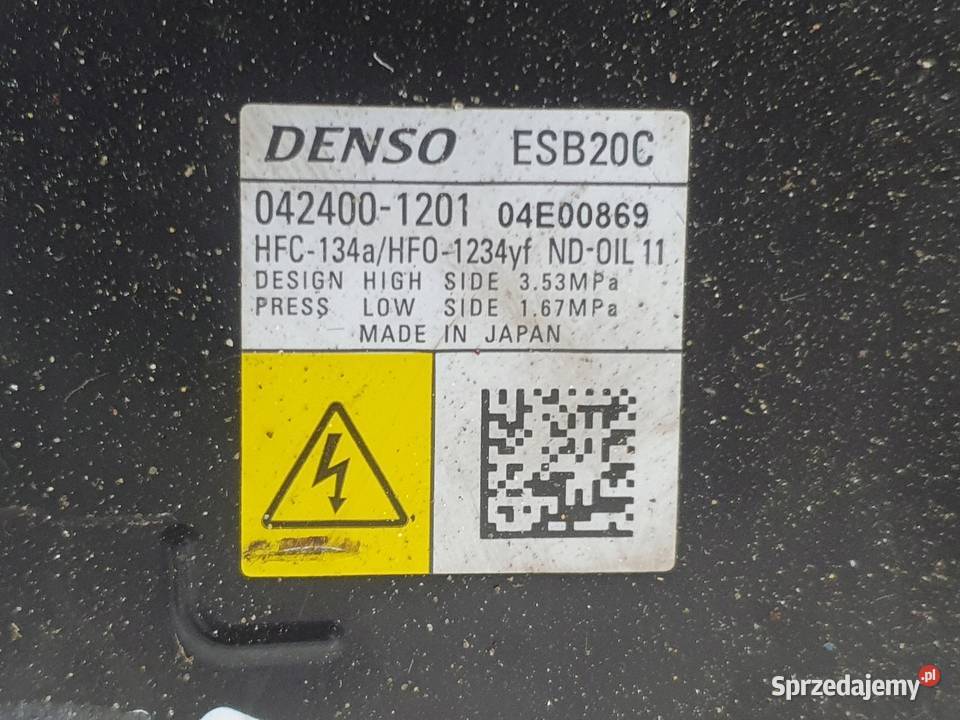 DENSO ESB20C
042400-1201 04E00869
HFC-134a/HFO-1234yf ND-OIL 11
DESIGN HIGH SIDE 3.53MPa
PRESS LOW SIDE 1.67MPa
MADE IN JAPAN
Sprzedajemy.pl